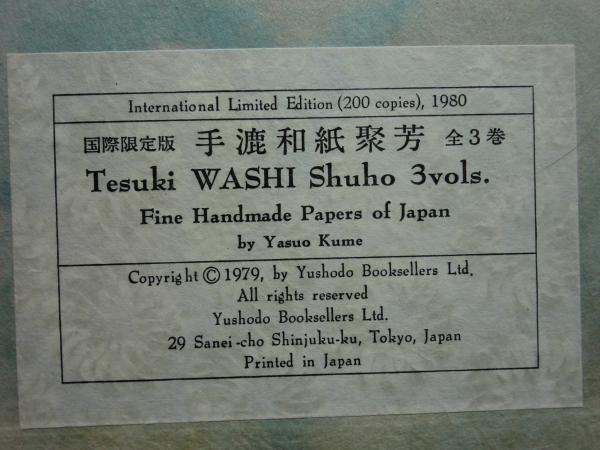 International Limited Edition (200 copies), 1980
国際限定版 手漉和紙聚芳 全3巻
Tesuki WASHI Shuho 3vols.
Fine Handmade Papers of Japan
by Yasuo Kume
Copyright © 1979, by Yushodo Booksellers Ltd.
All rights reserved
Yushodo Booksellers Ltd.
29 Sanei-cho Shinjuku-ku, Tokyo, Japan
Printed in Japan